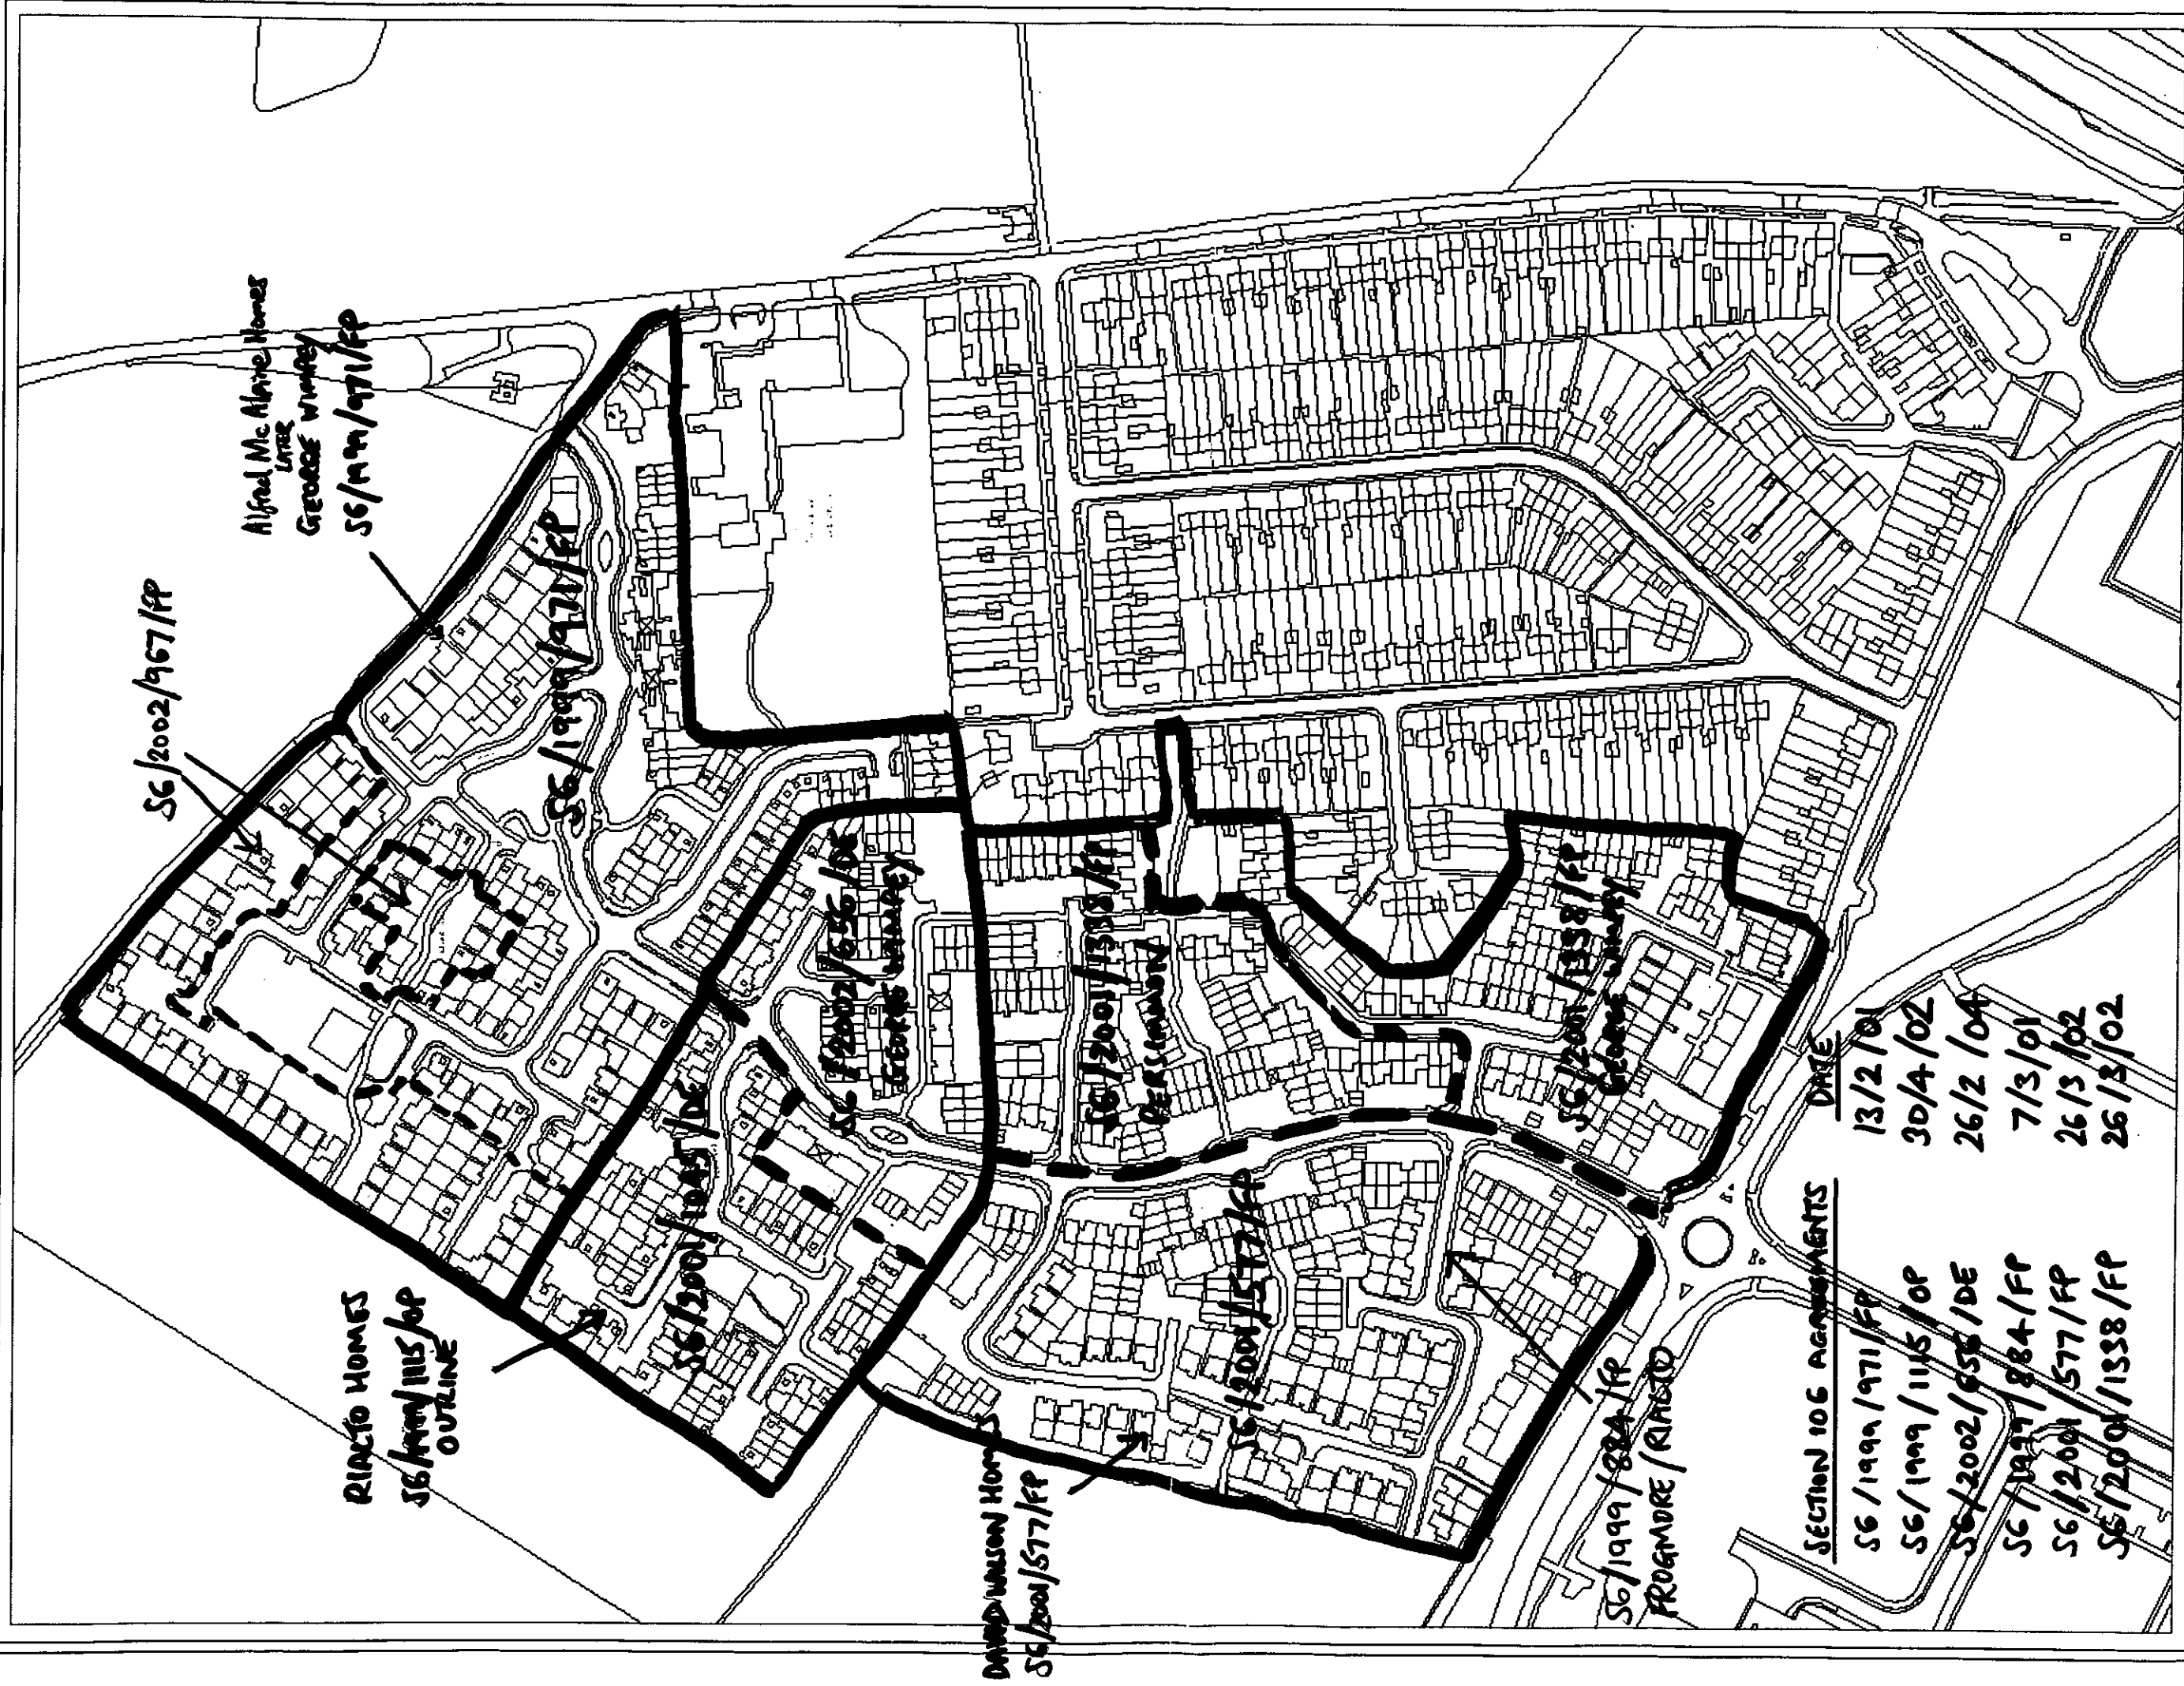 Alfred Mc Alpine Homes
LATER
GEORGE WIMPEY
S6/1999/971/FP
S6/2002/967/FP
S6/1999/971/FP
RIALTO HOMES
S6/1999/1115/OP
OUTLINE
S6/2001/1045/DE
S6/2002/656/DE
GEORGE WIMPEY
S6/2001/1338/FP
PERSIMMON
S6/2001/1338/FP
GEORGE WIMPEY
DAVID WILSON HOMES
S6/2001/577/FP
S6/2001/577/FP
S6/1999/884/FP
FROGMORE/RIALTO
SECTION 106 AGREEMENTS DATE
S6/1999/971/FP 13/2/01
S6/1999/1115/OP 30/4/02
S6/2002/656/DE 26/2/04
S6/1999/884/FP 7/3/01
S6/2001/577/FP 26/3/02
S6/2001/1338/FP 26/3/02